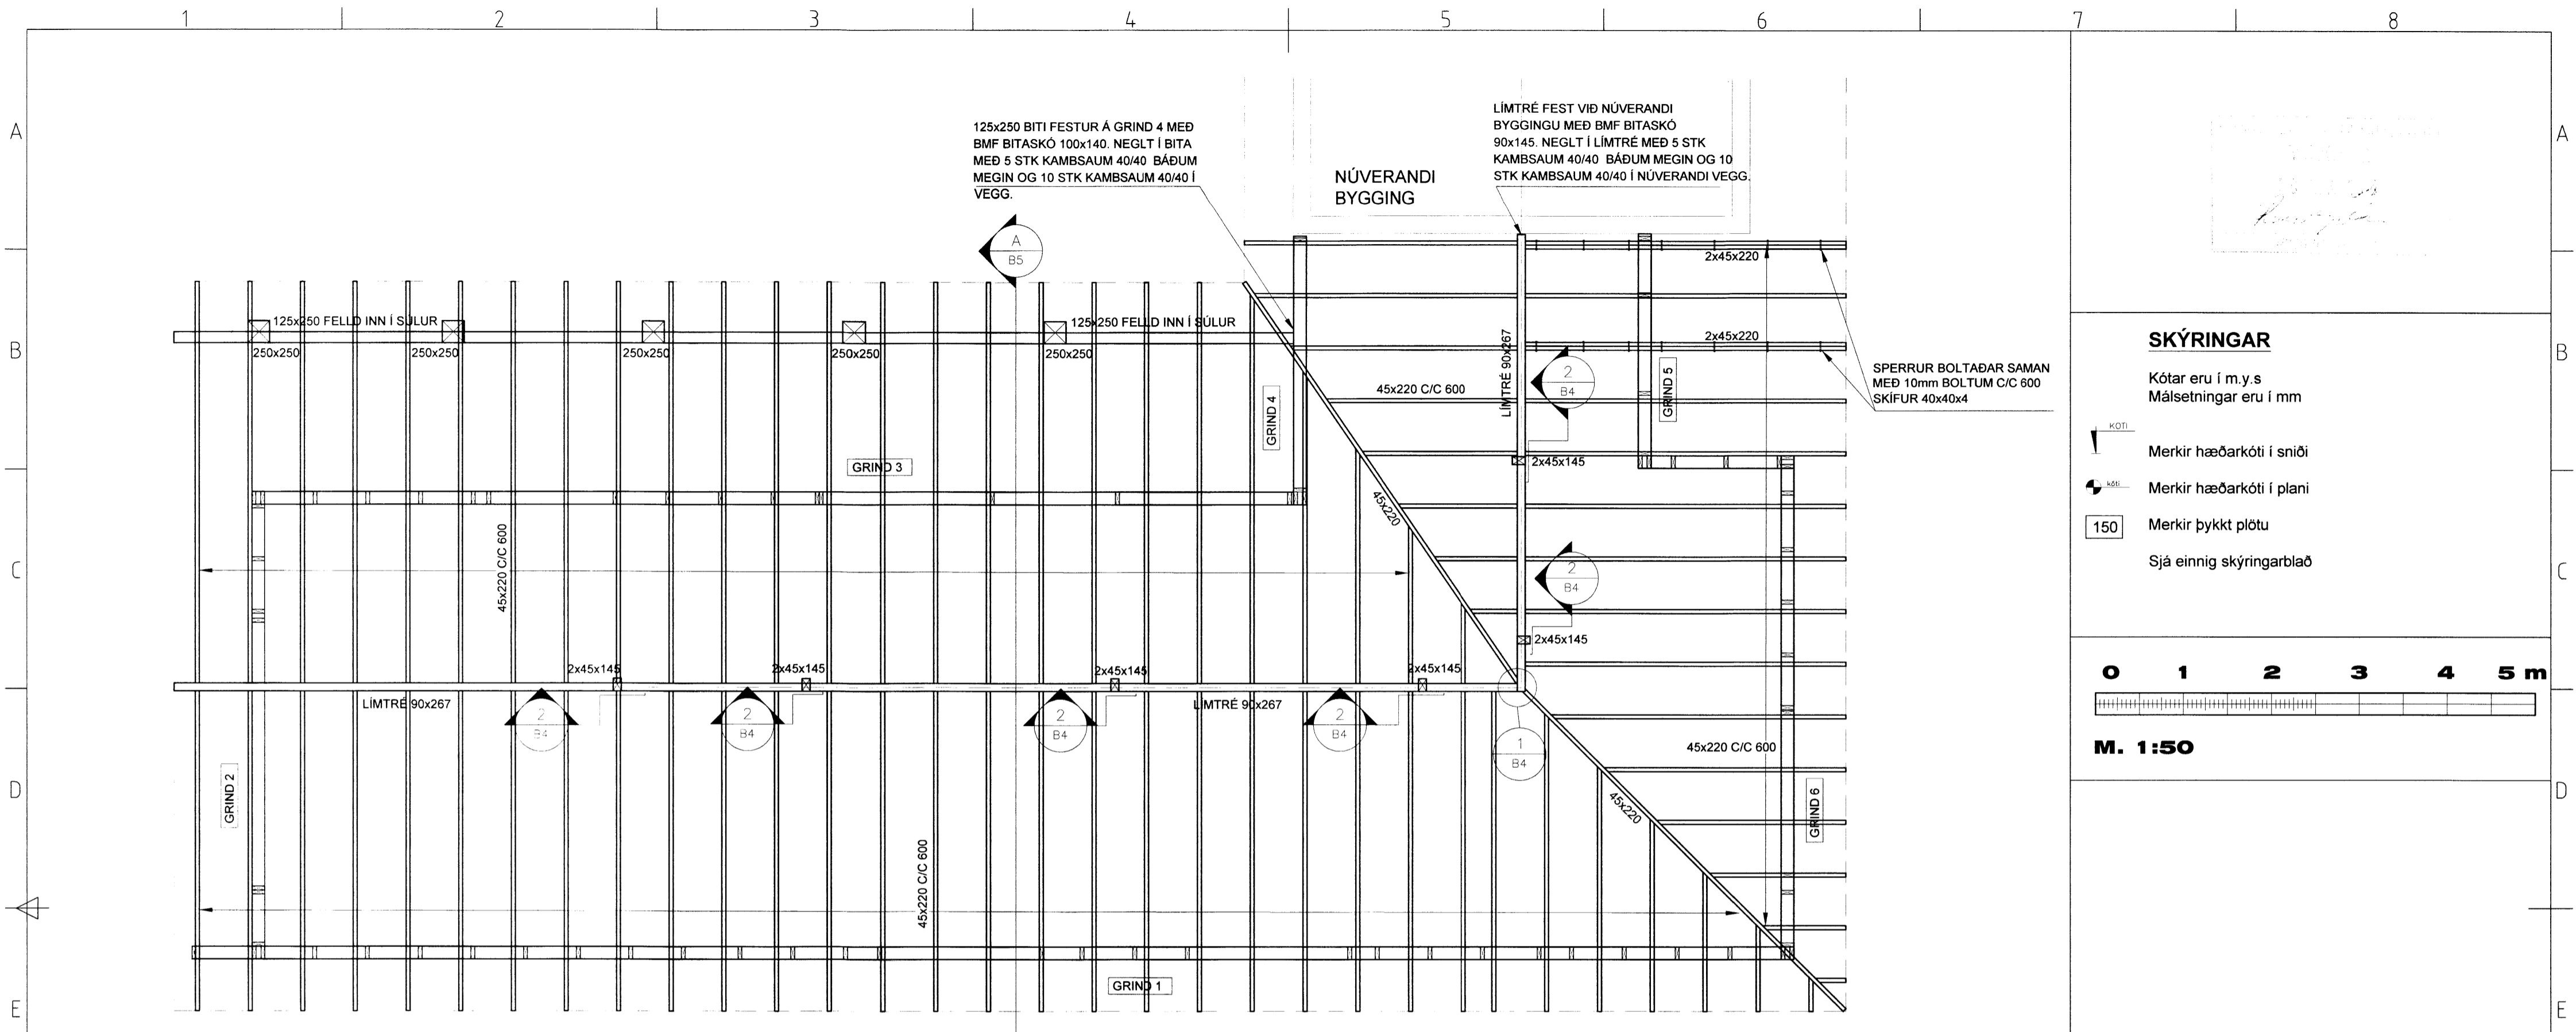 1 2 3 4 5 6 7 8
A
A
125x250 BITI FESTUR Á GRIND 4 MEÐ
BMF BITASKÓ 100x140. NEGLT Í BITA
MEÐ 5 STK KAMBSAUM 40/40 BÁÐUM
MEGIN OG 10 STK KAMBSAUM 40/40 Í
VEGG.
NÚVERANDI
BYGGING
LÍMTRÉ FEST VIÐ NÚVERANDI
BYGGINGU MEÐ BMF BITASKÓ
90x145. NEGLT Í LÍMTRÉ MEÐ 5 STK
KAMBSAUM 40/40 BÁÐUM MEGIN OG 10
STK KAMBSAUM 40/40 Í NÚVERANDI VEGG.
A
B5
2x45x220
125x250 FELLD INN Í SÚLUR
125x250 FELLD INN Í SÚLUR
250x250
250x250
250x250
250x250
250x250
B
B
2x45x220
LÍMTRÉ 90x267
2
B4
45x220 C/C 600
GRIND 4
GRIND 5
SPERRUR BOLTAÐAR SAMAN
MEÐ 10mm BOLTUM C/C 600
SKÍFUR 40x40x4
GRIND 3
2x45x145
45x220
45x220 C/C 600
C
C
2
B4
2x45x145
2x45x145
2x45x145
2x45x145
2x45x145
LÍMTRÉ 90x267
LÍMTRÉ 90x267
2
B4
2
B4
2
B4
2
B4
1
B4
45x220 C/C 600
GRIND 2
D
D
45x220
GRIND 6
45x220 C/C 600
GRIND 1
E
E
SKÝRINGAR
Kótar eru í m.y.s
Málsetningar eru í mm
KOTI
Merkir hæðarkóti í sniði
kóti
Merkir hæðarkóti í plani
150
Merkir þykkt plötu
Sjá einnig skýringarblað
0 1 2 3 4 5 m
M. 1:50